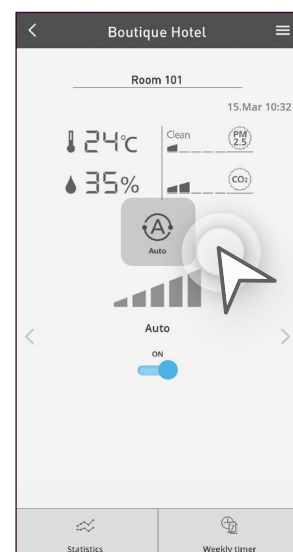 Boutique Hotel
Room 101
15.Mar 10:32
24°C
Clean
PM
2.5
35%
CO₂
Auto
Auto
ON
Statistics
Weekly timer